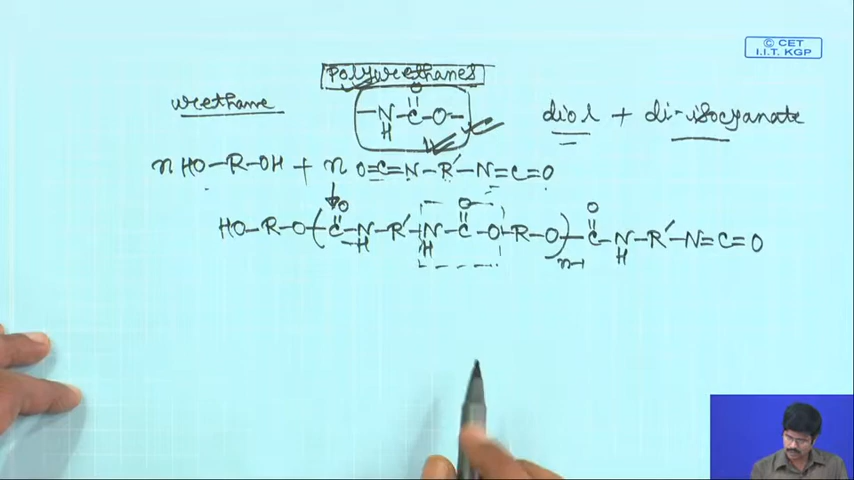 © CET
I.I.T. KGP
Polyurethanes
urethane
O
—N—C—O—
H
diol + di-isocyanate
n HO—R—OH + n O=C=N—R′—N=C=O
O O O
HO—R—O—(C—N—R′—N—C—O—R—O)—C—N—R′—N=C=O
H H n-1 H